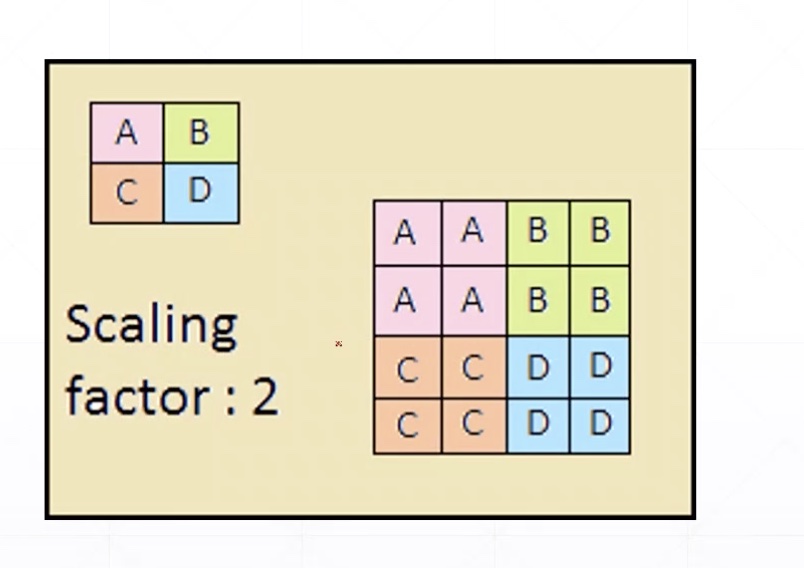 A B
C D
A A B B
A A B B
C C D D
C C D D
Scaling
factor : 2